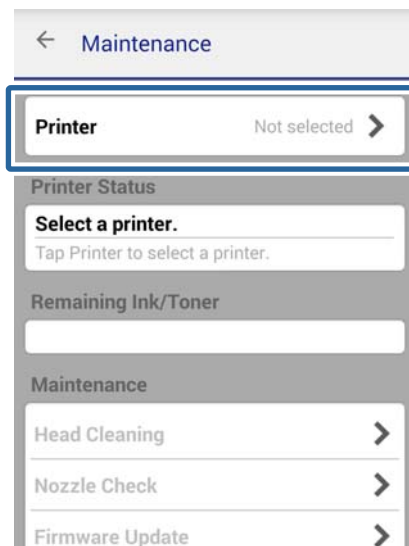 Maintenance
Printer Not selected
Printer Status
Select a printer.
Tap Printer to select a printer.
Remaining Ink/Toner
Maintenance
Head Cleaning
Nozzle Check
Firmware Update